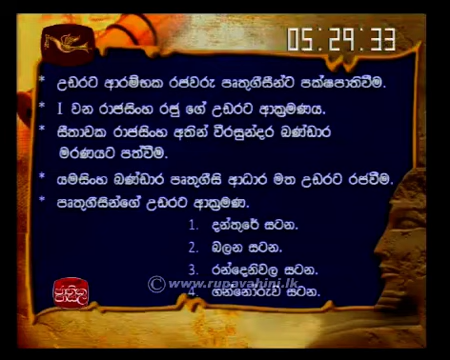 05:29:33
* උඩරට ආරම්භක රජවරු පෘතුගීසීන්ට පක්ෂපාතිවීම.
* I වන රාජසිංහ රජු ගේ උඩරට ආක්‍රමණය.
* සීතාවක රාජසිංහ අතින් වීරසුන්දර බණ්ඩාර
මරණයට පත්වීම.
* යමසිංහ බණ්ඩාර පෘතුගීසි ආධාර මත උඩරට රජවීම.
* පෘතුගීසින්ගේ උඩරට ආක්‍රමණ.
1. දන්තුරේ සටන.
2. බලන සටන.
3. රන්දෙනිවල සටන.
© www.rupavahini.lk
4. ගන්නෝරුව සටන.